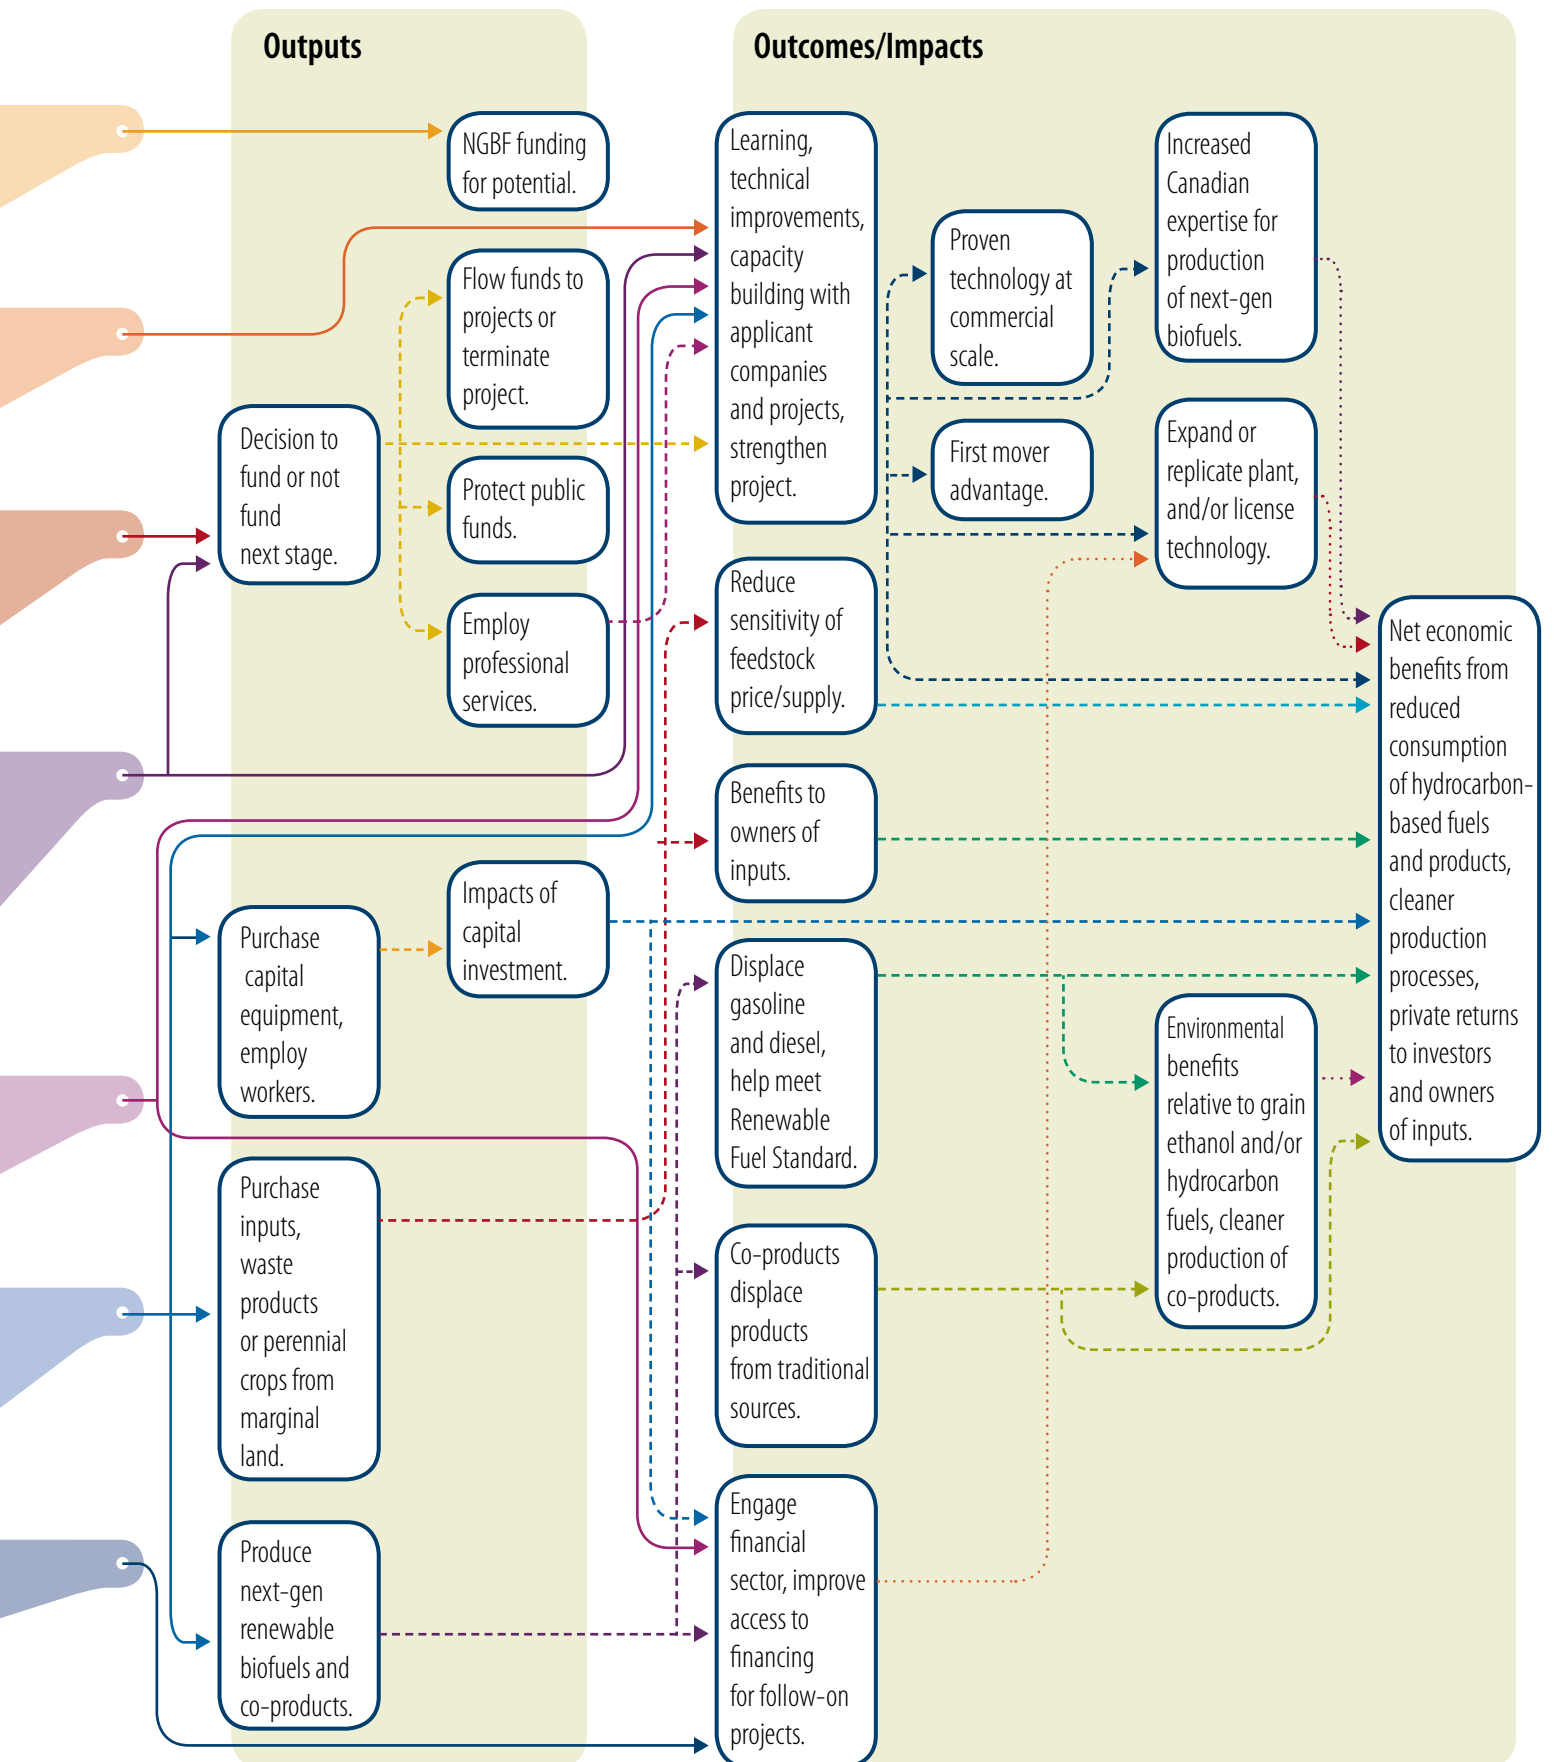 Outputs
Outcomes/Impacts
NGBF funding
for potential.
Flow funds to
projects or
terminate
project.
Decision to
fund or not
fund
next stage.
Protect public
funds.
Employ
professional
services.
Impacts of
capital
investment.
Purchase
capital
equipment,
employ
workers.
Purchase
inputs,
waste
products
or perennial
crops from
marginal
land.
Produce
next-gen
renewable
biofuels and
co-products.
Learning,
technical
improvements,
capacity
building with
applicant
companies
and projects,
strengthen
project.
Reduce
sensitivity of
feedstock
price/supply.
Benefits to
owners of
inputs.
Displace
gasoline
and diesel,
help meet
Renewable
Fuel Standard.
Co-products
displace
products
from traditional
sources.
Engage
financial
sector, improve
access to
financing
for follow-on
projects.
Proven
technology at
commercial
scale.
First mover
advantage.
Increased
Canadian
expertise for
production
of next-gen
biofuels.
Expand or
replicate plant,
and/or license
technology.
Environmental
benefits
relative to grain
ethanol and/or
hydrocarbon
fuels, cleaner
production of
co-products.
Net economic
benefits from
reduced
consumption
of hydrocarbon-
based fuels
and products,
cleaner
production
processes,
private returns
to investors
and owners
of inputs.